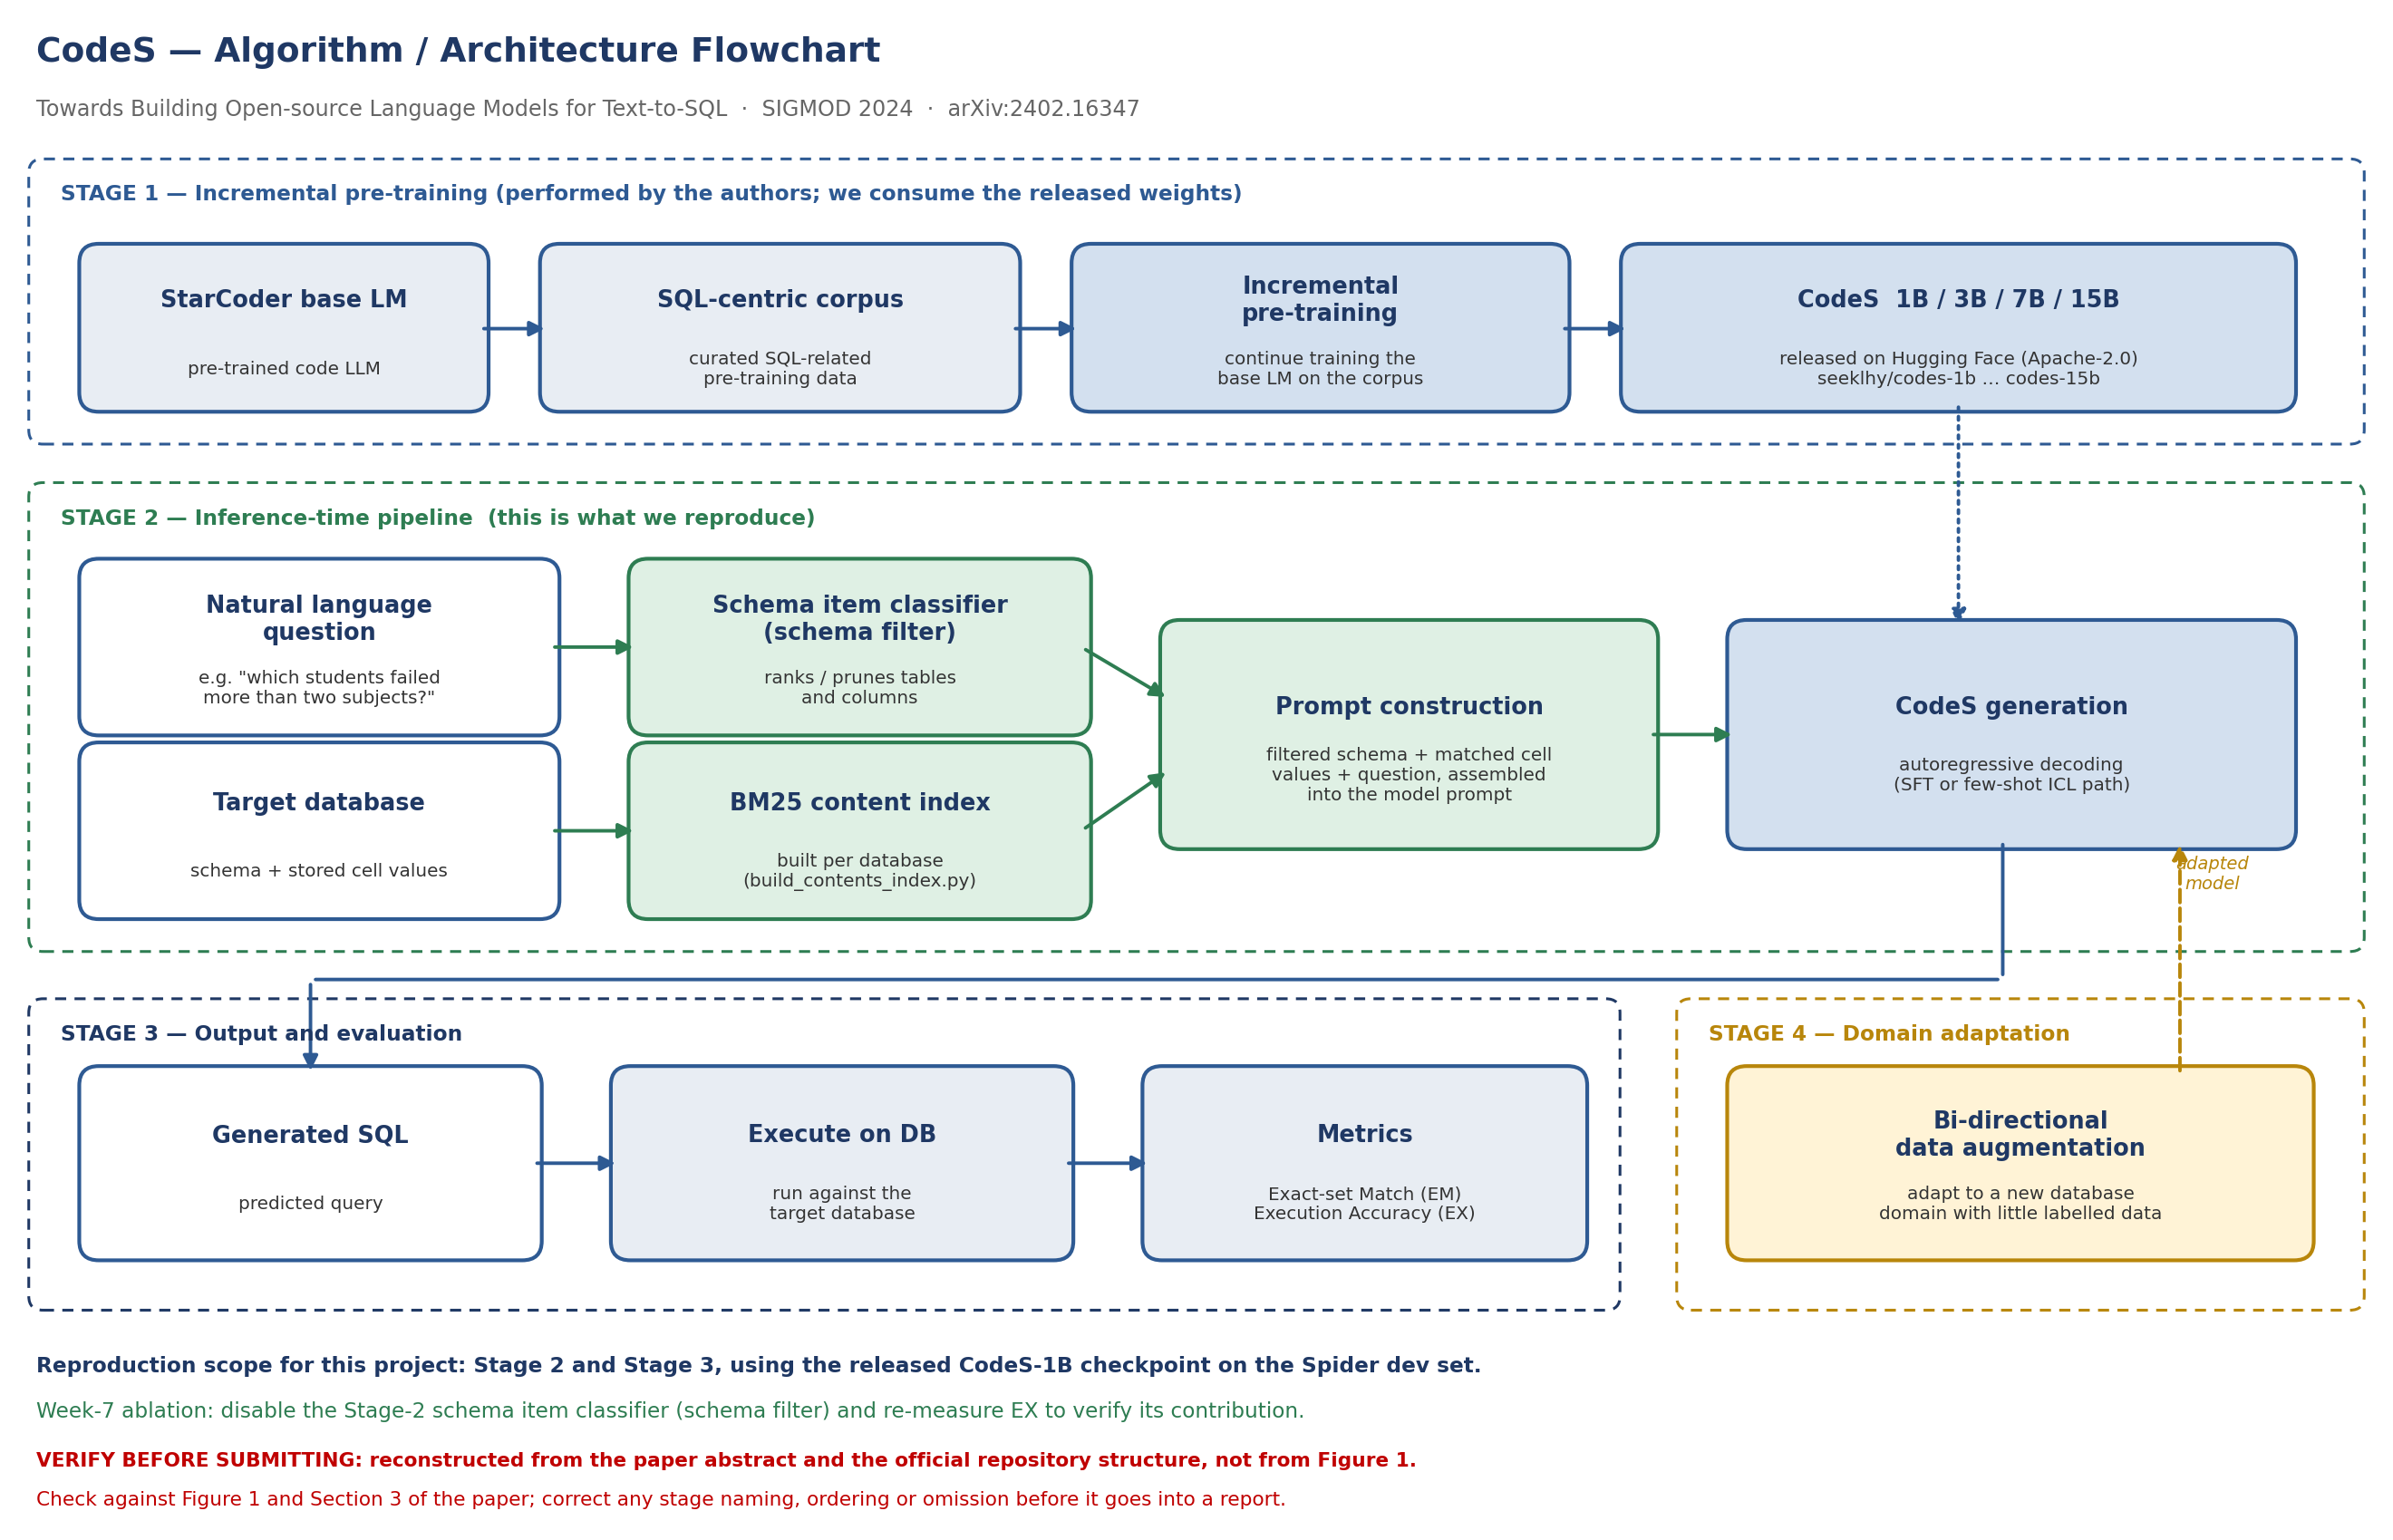 CodeS — Algorithm / Architecture Flowchart
Towards Building Open-source Language Models for Text-to-SQL · SIGMOD 2024 · arXiv:2402.16347
STAGE 1 — Incremental pre-training (performed by the authors; we consume the released weights)
StarCoder base LM
pre-trained code LLM
SQL-centric corpus
curated SQL-related
pre-training data
Incremental
pre-training
continue training the
base LM on the corpus
CodeS 1B / 3B / 7B / 15B
released on Hugging Face (Apache-2.0)
seeklhy/codes-1b ... codes-15b
STAGE 2 — Inference-time pipeline (this is what we reproduce)
Natural language
question
e.g. "which students failed
more than two subjects?"
Schema item classifier
(schema filter)
ranks / prunes tables
and columns
Target database
schema + stored cell values
BM25 content index
built per database
(build_contents_index.py)
Prompt construction
filtered schema + matched cell
values + question, assembled
into the model prompt
CodeS generation
autoregressive decoding
(SFT or few-shot ICL path)
adapted
model
STAGE 3 — Output and evaluation
Generated SQL
predicted query
Execute on DB
run against the
target database
Metrics
Exact-set Match (EM)
Execution Accuracy (EX)
STAGE 4 — Domain adaptation
Bi-directional
data augmentation
adapt to a new database
domain with little labelled data
Reproduction scope for this project: Stage 2 and Stage 3, using the released CodeS-1B checkpoint on the Spider dev set.
Week-7 ablation: disable the Stage-2 schema item classifier (schema filter) and re-measure EX to verify its contribution.
VERIFY BEFORE SUBMITTING: reconstructed from the paper abstract and the official repository structure, not from Figure 1.
Check against Figure 1 and Section 3 of the paper; correct any stage naming, ordering or omission before it goes into a report.